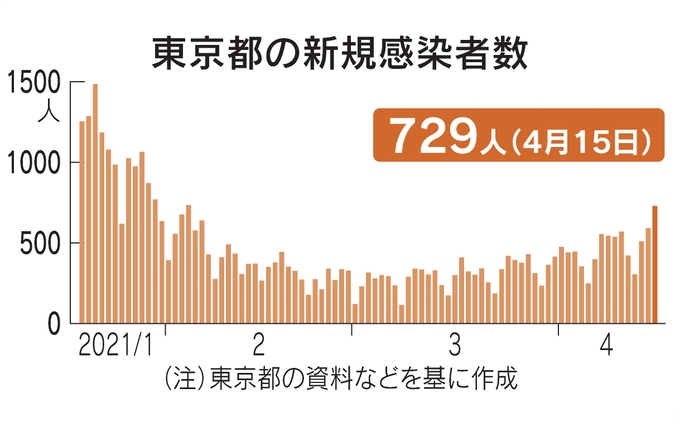 東京都の新規感染者数
1500
人
729人(4月15日)
1000
500
0
2021/1 2 3 4
(注)東京都の資料などを基に作成